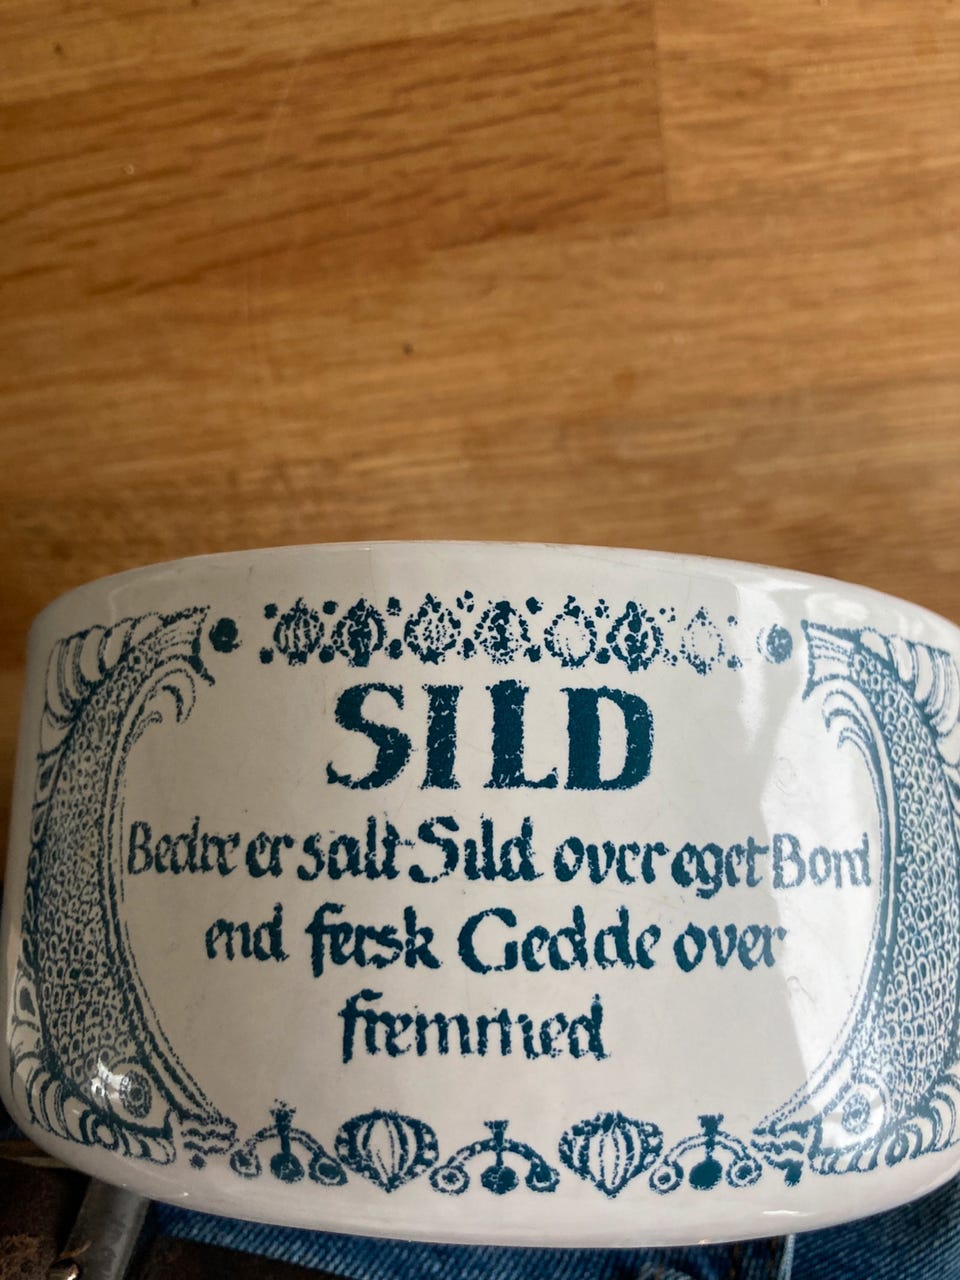 SILD
Bedre er salt Sild over eget Bord
end fersk Gedde over
fremmed